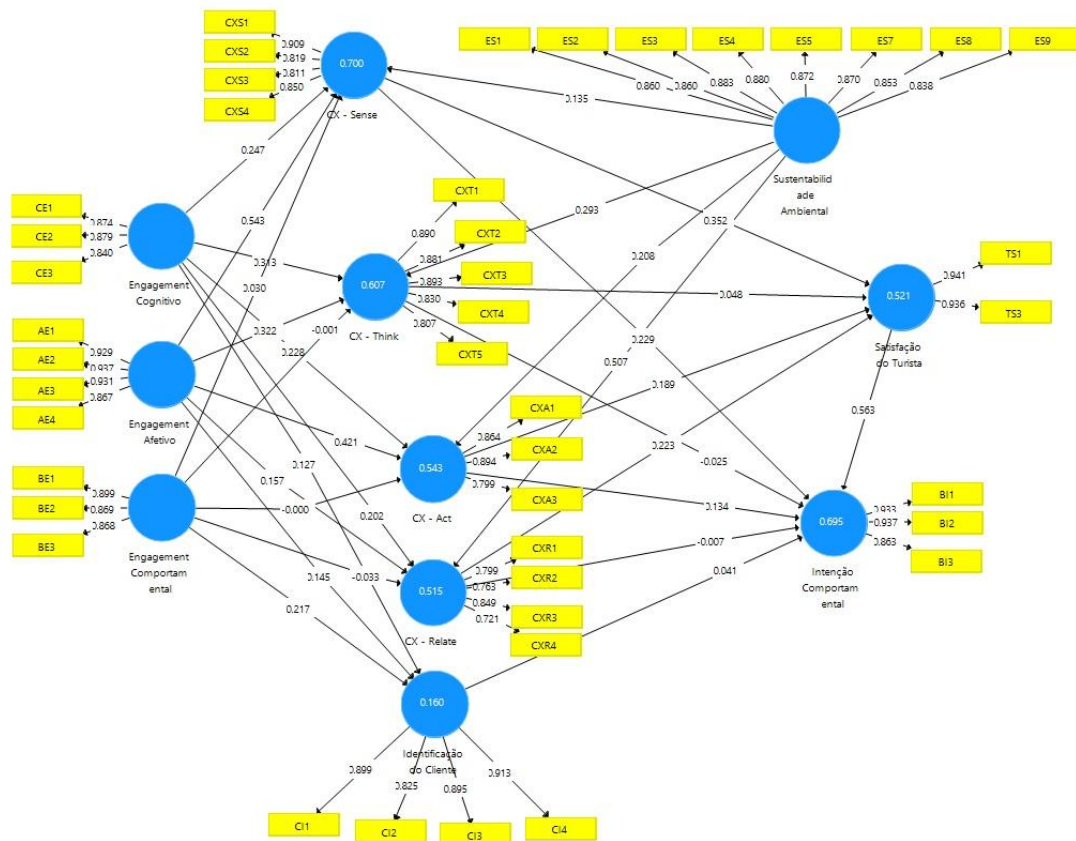 CXS1
CXS2
CXS3
CXS4
0.909
0.819
0.811
0.850
0.700
CX - Sense
ES1
ES2
ES3
ES4
ES5
ES7
ES8
ES9
0.860
0.860
0.883
0.880
0.872
0.870
0.853
0.838
Sustentabilid
ade
Ambiental
0.135
0.247
0.543
0.030
CE1
CE2
CE3
0.874
0.879
0.840
Engagement
Cognitivo
CXT1
CXT2
CXT3
CXT4
CXT5
0.890
0.881
0.893
0.830
0.807
0.607
CX - Think
0.293
0.352
0.208
0.313
0.322
-0.001
0.228
0.048
0.229
0.507
0.189
TS1
TS3
0.941
0.936
0.521
Satisfação
do Turista
AE1
AE2
AE3
AE4
0.929
0.937
0.931
0.867
Engagement
Afetivo
0.421
0.127
0.157
0.223
0.563
CXA1
CXA2
CXA3
0.864
0.894
0.799
0.543
CX - Act
-0.025
0.134
BE1
BE2
BE3
0.899
0.869
0.868
Engagement
Comportam
ental
-0.000
0.202
-0.033
0.145
0.217
CXR1
CXR2
CXR3
CXR4
0.799
0.763
0.849
0.721
0.515
CX - Relate
-0.007
0.041
BI1
BI2
BI3
0.933
0.937
0.863
0.695
Intenção
Comportam
ental
0.160
Identificação
do Cliente
0.899
0.825
0.895
0.913
CI1
CI2
CI3
CI4